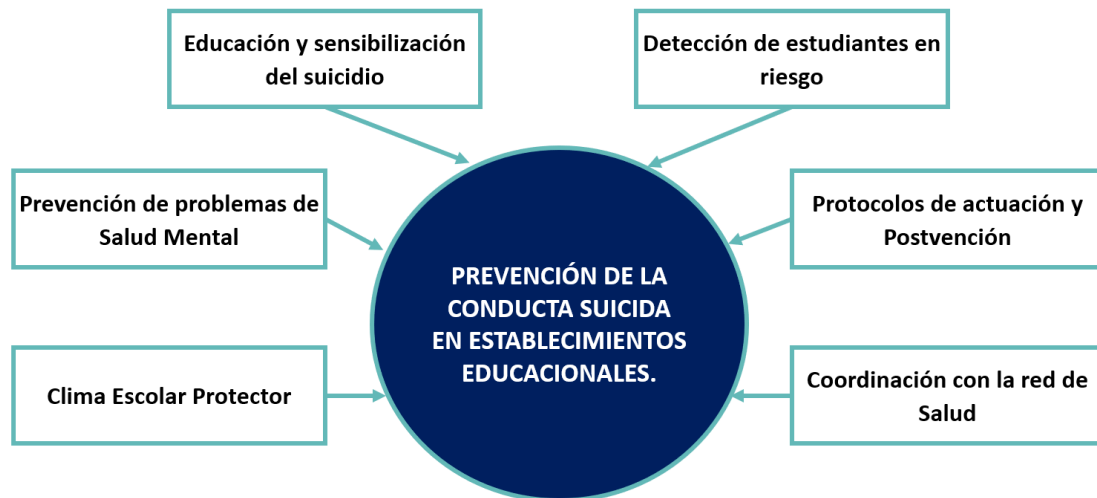 Educación y sensibilización
del suicidio
Detección de estudiantes en
riesgo
Prevención de problemas de
Salud Mental
Protocolos de actuación y
Postvención
PREVENCIÓN DE LA
CONDUCTA SUICIDA
EN ESTABLECIMIENTOS
EDUCACIONALES.
Clima Escolar Protector
Coordinación con la red de
Salud